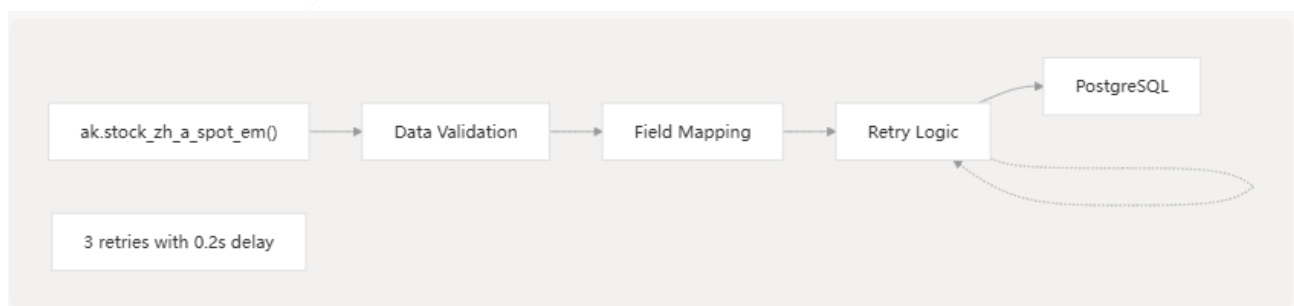 ak.stock_zh_a_spot_em()
Data Validation
Field Mapping
Retry Logic
PostgreSQL
3 retries with 0.2s delay